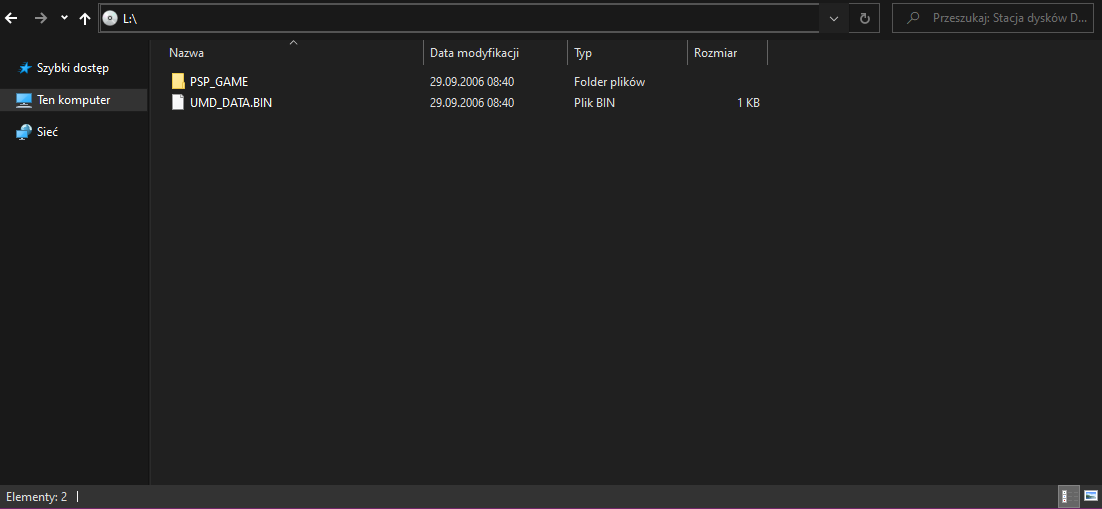 L:\
Przeszukaj: Stacja dysków D...
Nazwa Data modyfikacji Typ Rozmiar
Szybki dostęp
PSP_GAME 29.09.2006 08:40 Folder plików
Ten komputer
UMD_DATA.BIN 29.09.2006 08:40 Plik BIN 1 KB
Sieć
Elementy: 2